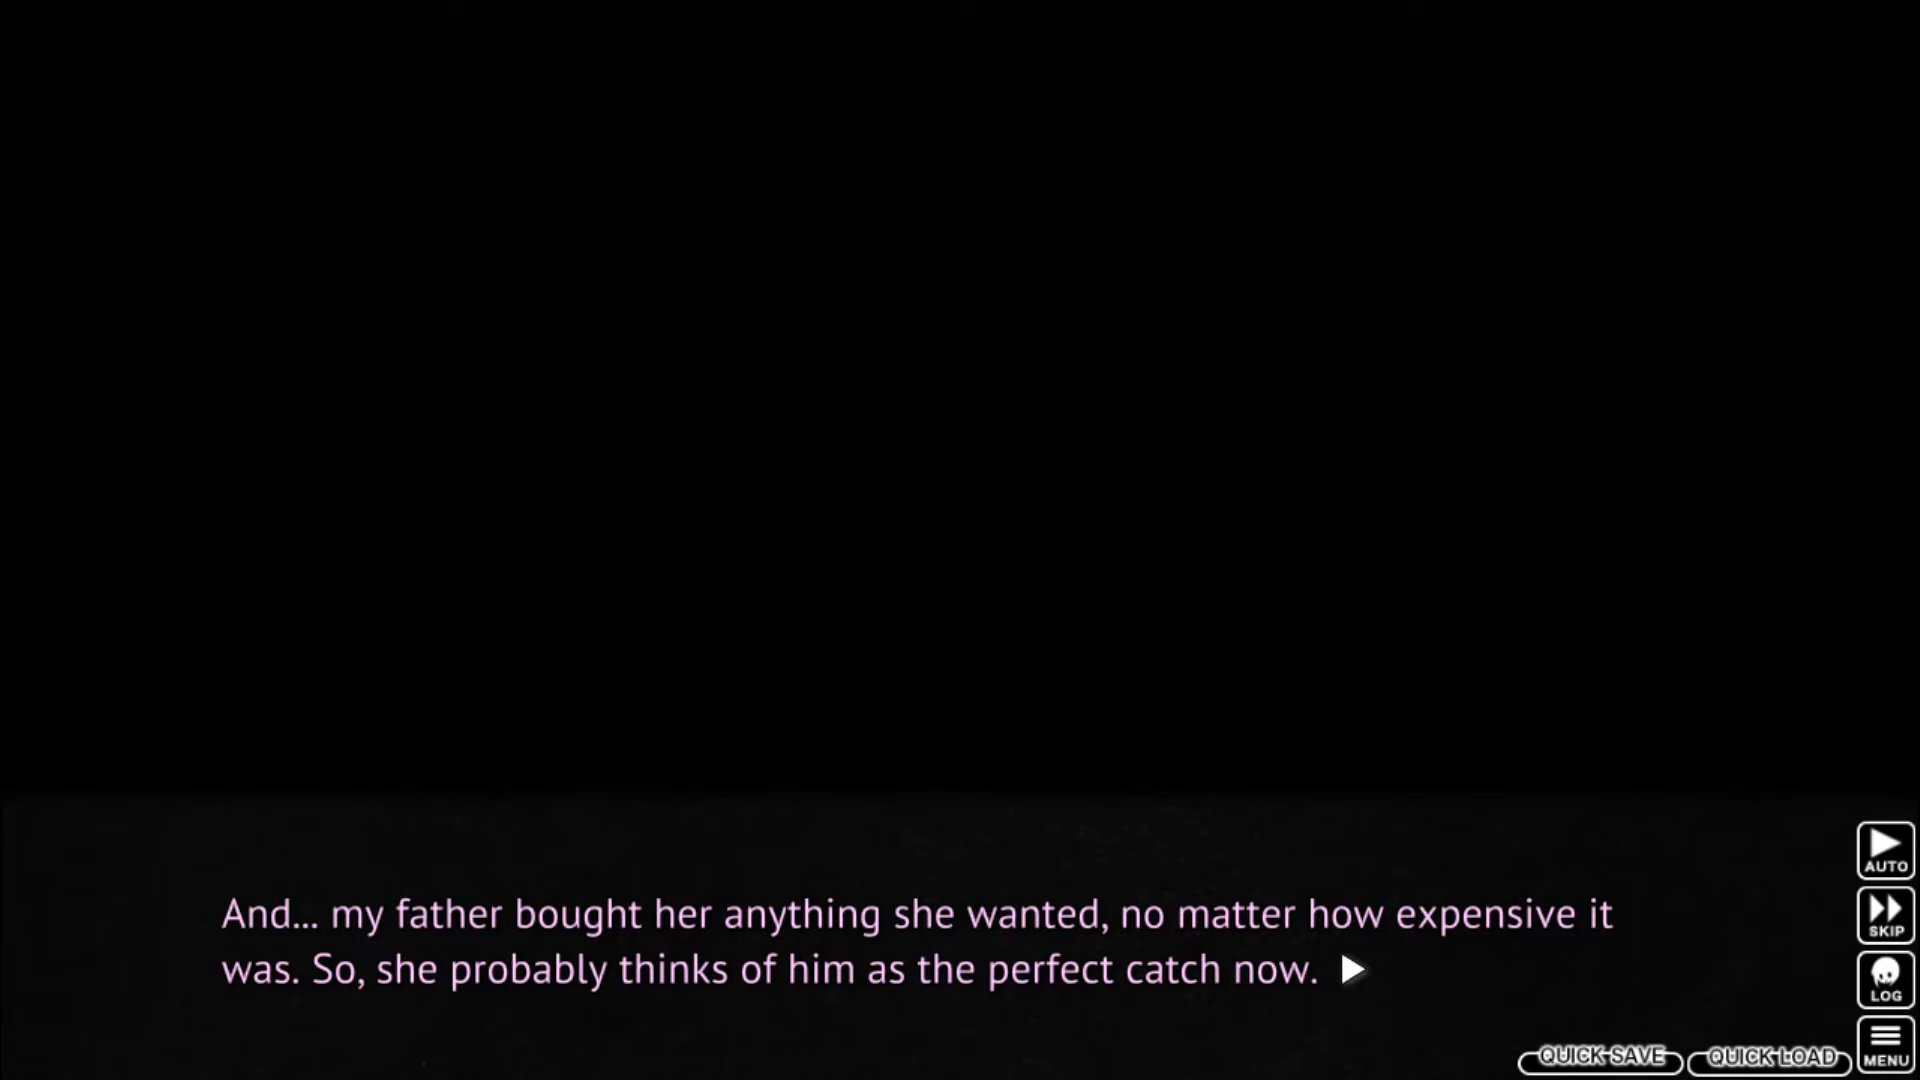 And... my father bought her anything she wanted, no matter how expensive it
was. So, she probably thinks of him as the perfect catch now.
AUTO
SKIP
LOG
MENU
QUICK SAVE
QUICK LOAD